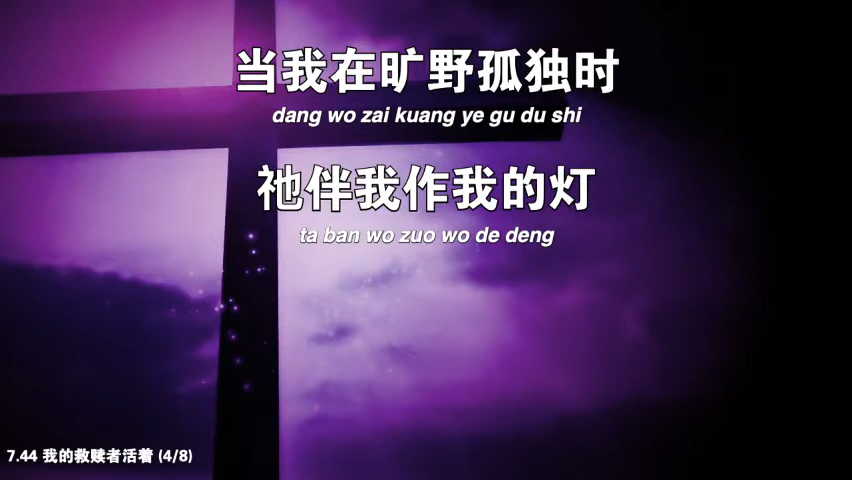 当我在旷野孤独时
dang wo zai kuang ye gu du shi
祂伴我作我的灯
ta ban wo zuo wo de deng
7.44 我的救赎者活着 (4/8)